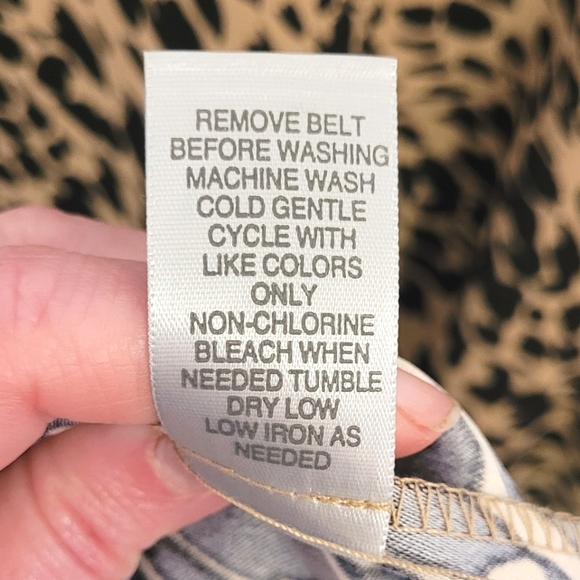 REMOVE BELT
BEFORE WASHING
MACHINE WASH
COLD GENTLE
CYCLE WITH
LIKE COLORS
ONLY
NON-CHLORINE
BLEACH WHEN
NEEDED TUMBLE
DRY LOW
LOW IRON AS
NEEDED